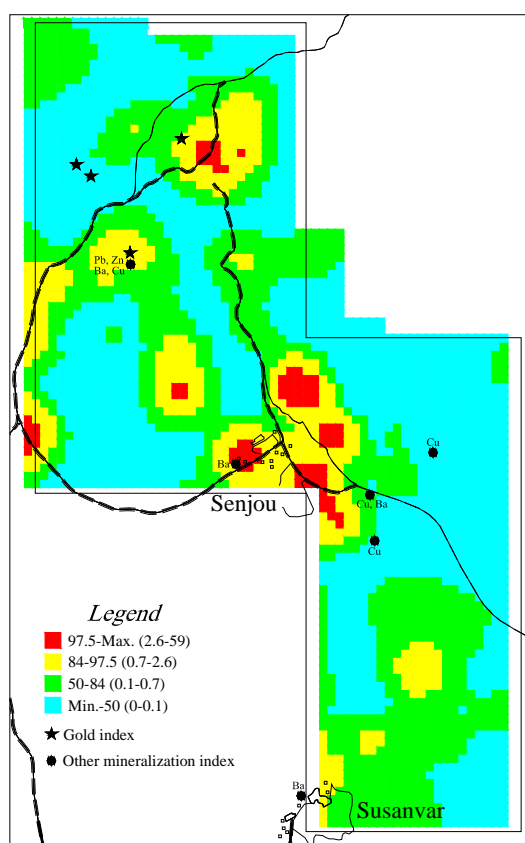 Pb, Zn
Ba, Cu
Cu
Ba
Cu, Ba
Senjou
Cu
Legend
97.5-Max. (2.6-59)
84-97.5 (0.7-2.6)
50-84 (0.1-0.7)
Min.-50 (0-0.1)
Gold index
Other mineralization index
Ba
Susanvar